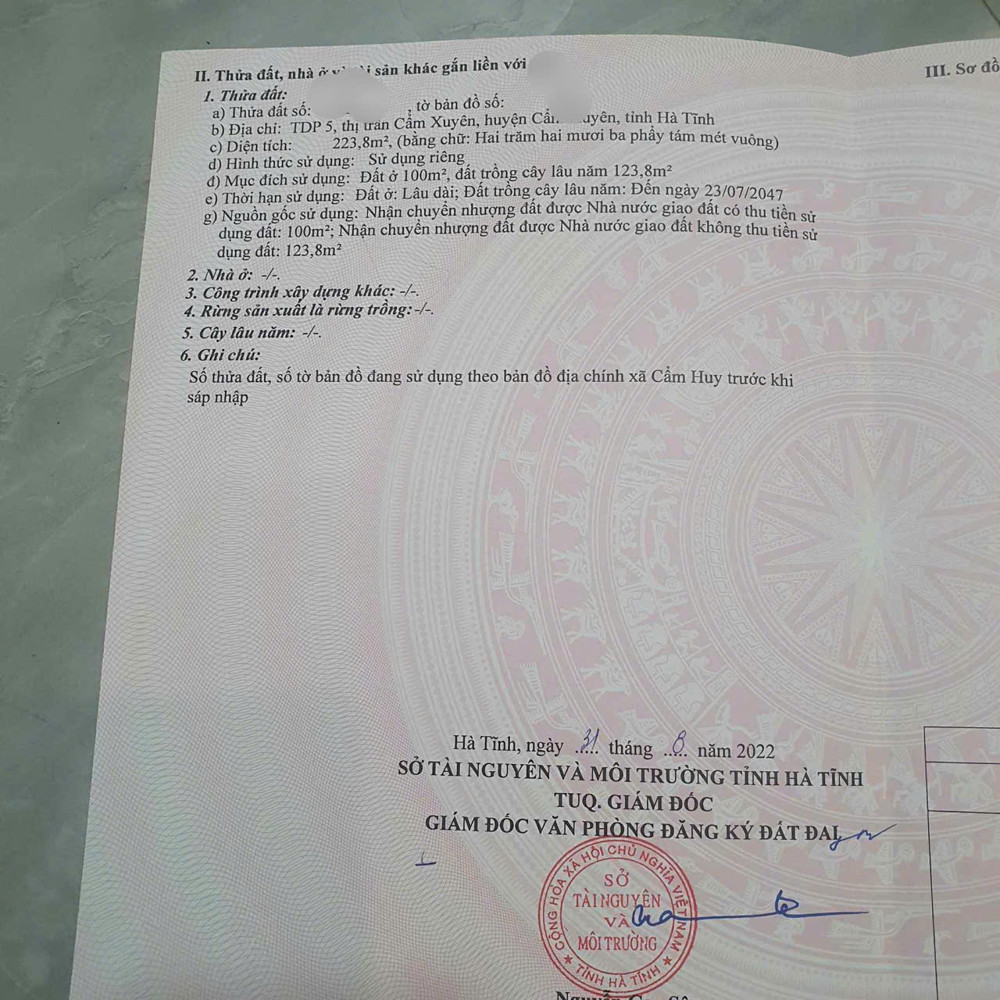 II. Thửa đất, nhà ở sản khác gắn liền với
III. Sơ đồ
1. Thửa đất:
a) Thửa đất số: , tờ bản đồ số:
b) Địa chỉ: TDP 5, thị trấn Cẩm Xuyên, huyện tỉnh Hà Tĩnh
c) Diện tích: 223,8m², (bằng chữ: Hai trăm hai mươi ba phẩy tám mét vuông)
d) Hình thức sử dụng: Sử dụng riêng
đ) Mục đích sử dụng: Đất ở 100m², đất trồng cây lâu năm 123,8m²
e) Thời hạn sử dụng: Đất ở: Lâu dài; Đất trồng cây lâu năm: Đến ngày 23/07/2047
g) Nguồn gốc sử dụng: Nhận chuyển nhượng đất được Nhà nước giao đất có thu tiền sử
dụng đất: 100m²; Nhận chuyển nhượng đất được Nhà nước giao đất không thu tiền sử
dụng đất: 123,8m²
2. Nhà ở: -/-.
3. Công trình xây dựng khác: -/-.
4. Rừng sản xuất là rừng trồng: -/-.
5. Cây lâu năm: -/-.
6. Ghi chú:
Số thửa đất, số tờ bản đồ đang sử dụng theo bản đồ địa chính xã Cẩm Huy trước khi
sáp nhập
Hà Tĩnh, ngày 31 tháng 8 năm 2022
SỞ TÀI NGUYÊN VÀ MÔI TRƯỜNG TỈNH HÀ TĨNH
TUQ. GIÁM ĐỐC
GIÁM ĐỐC VĂN PHÒNG ĐĂNG KÝ ĐẤT ĐAI
CỘNG HÒA XÃ HỘI CHỦ NGHĨA VIỆT NAM
SỞ
TÀI NGUYÊN
VÀ
MÔI TRƯỜNG
★ TỈNH HÀ TĨNH ★